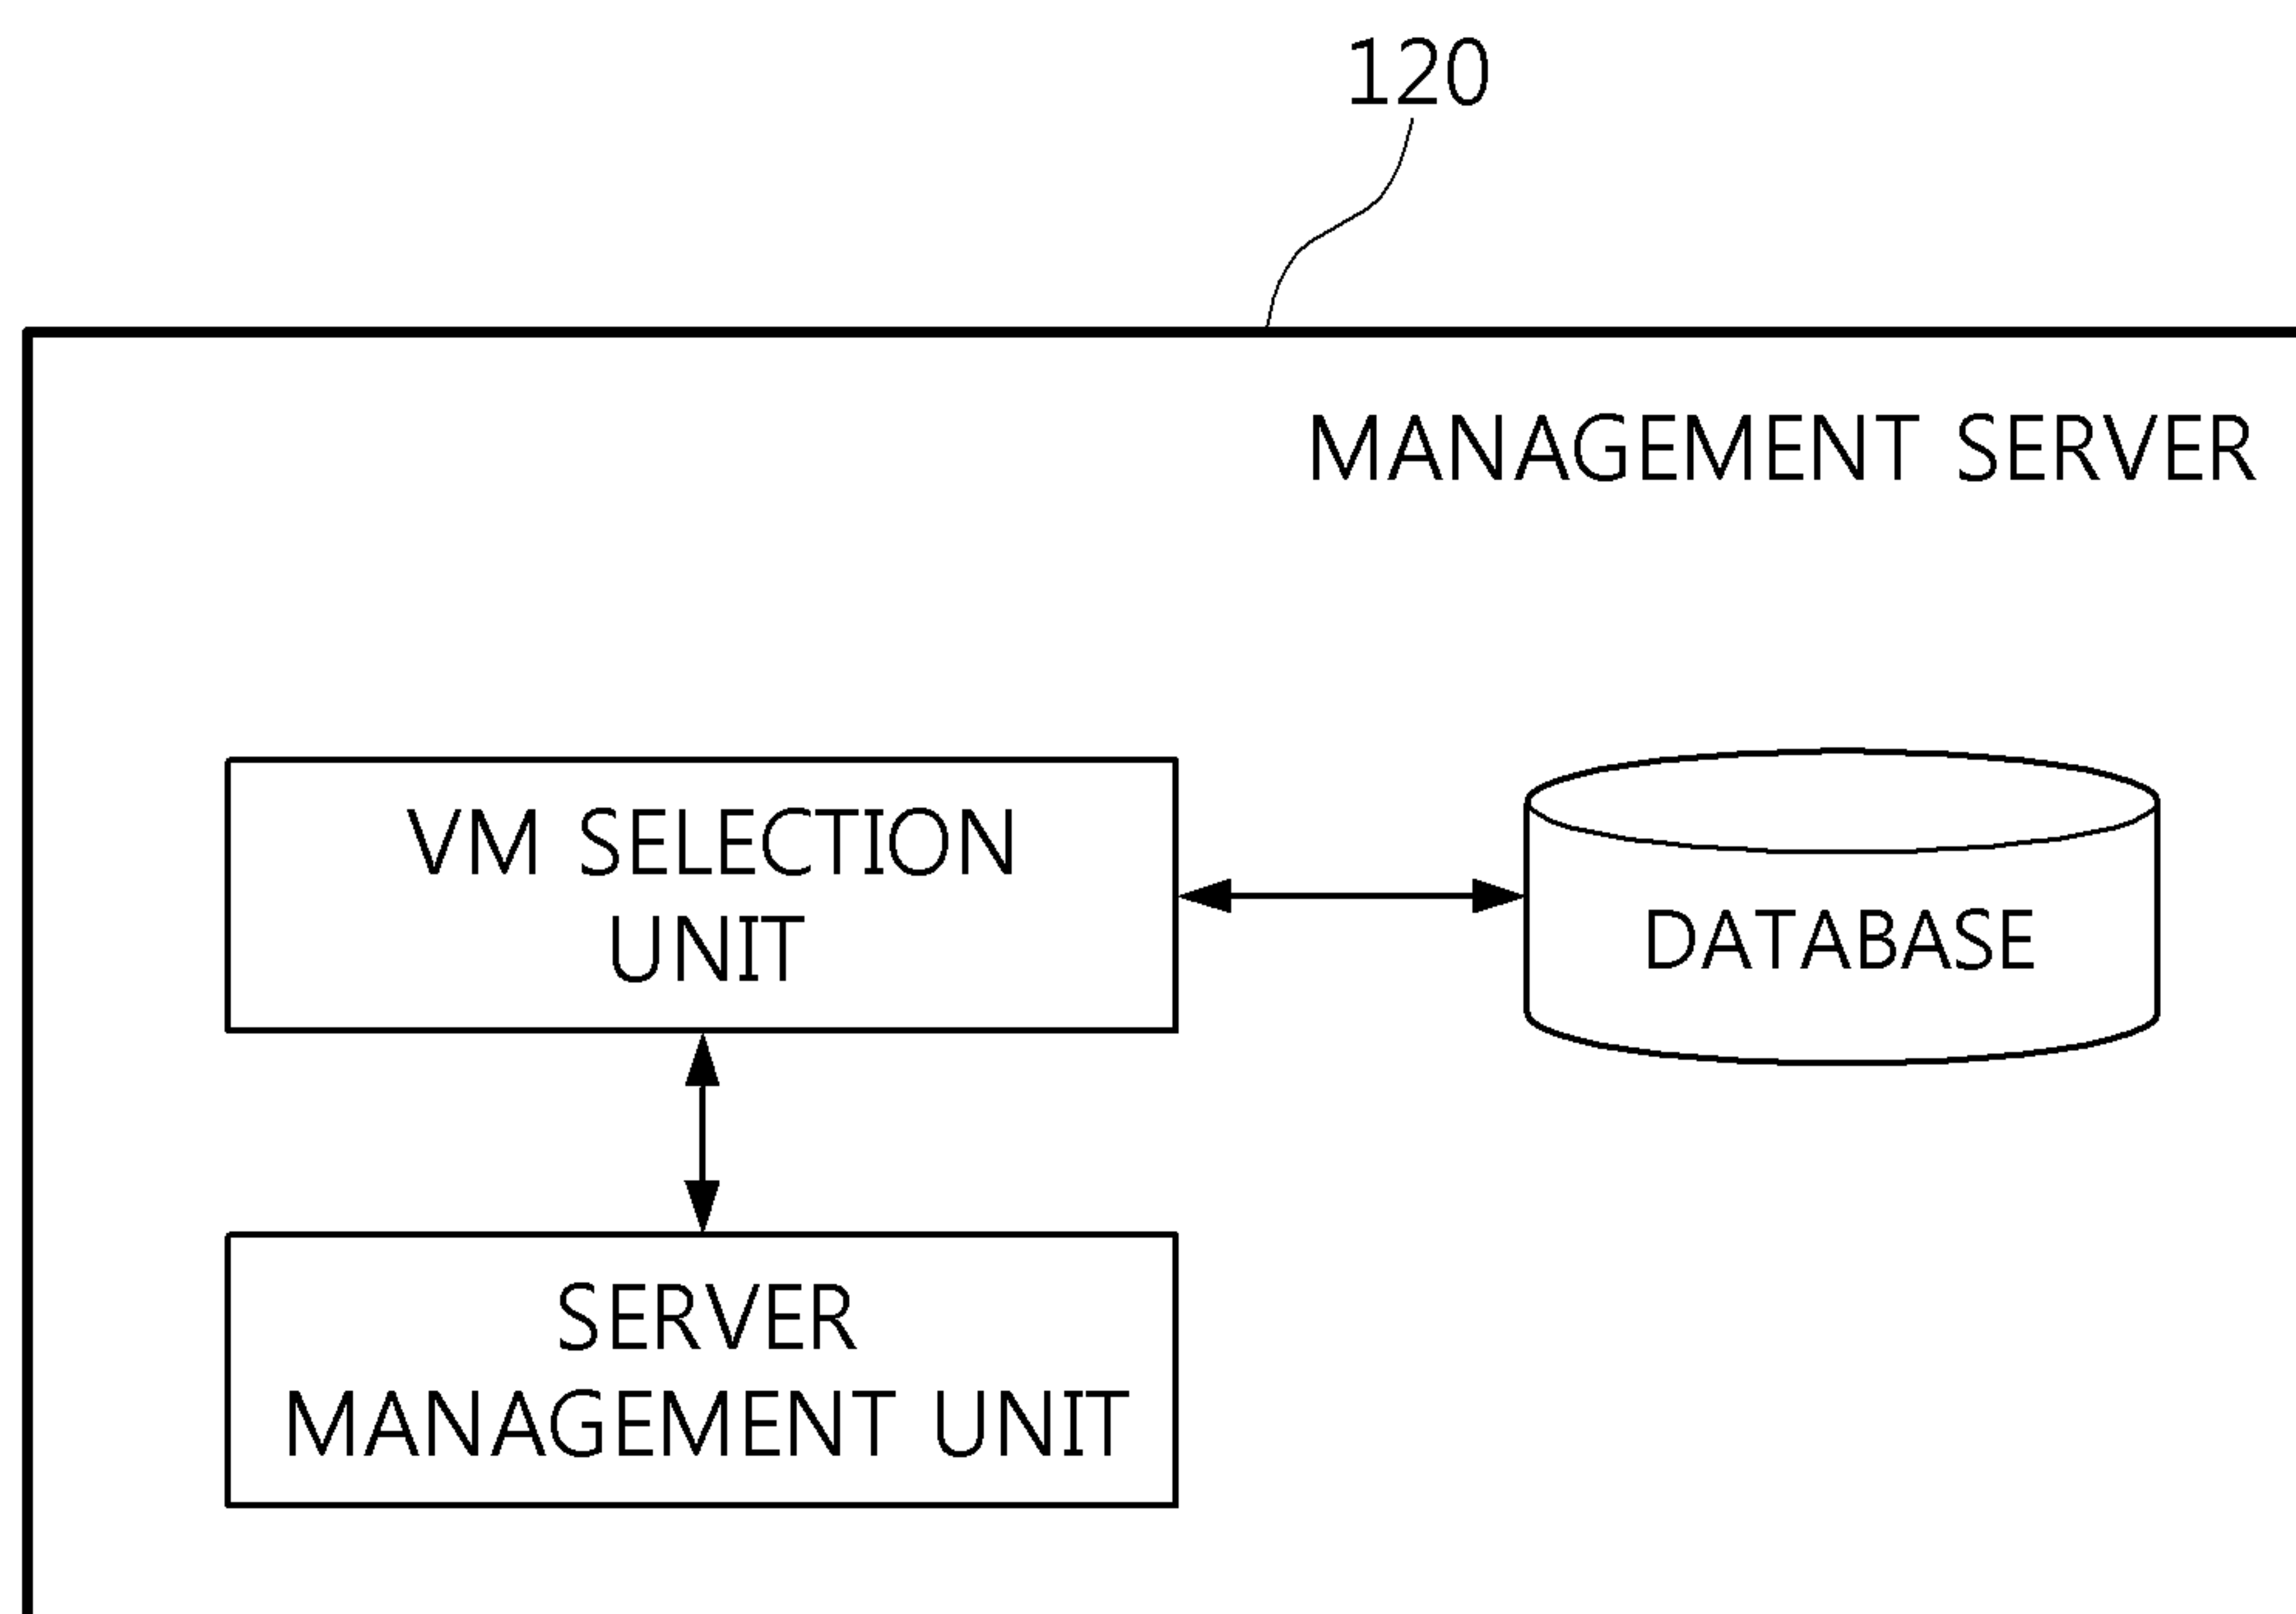 120
MANAGEMENT SERVER
VM SELECTION
UNIT
DATABASE
SERVER
MANAGEMENT UNIT